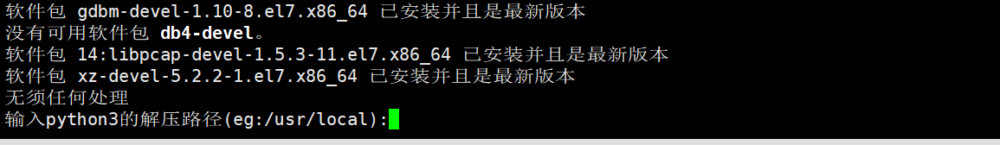 软件包 gdbm-devel-1.10-8.el7.x86_64 已安装并且是最新版本
没有可用软件包 db4-devel。
软件包 14:libpcap-devel-1.5.3-11.el7.x86_64 已安装并且是最新版本
软件包 xz-devel-5.2.2-1.el7.x86_64 已安装并且是最新版本
无须任何处理
输入python3的解压路径(eg:/usr/local):